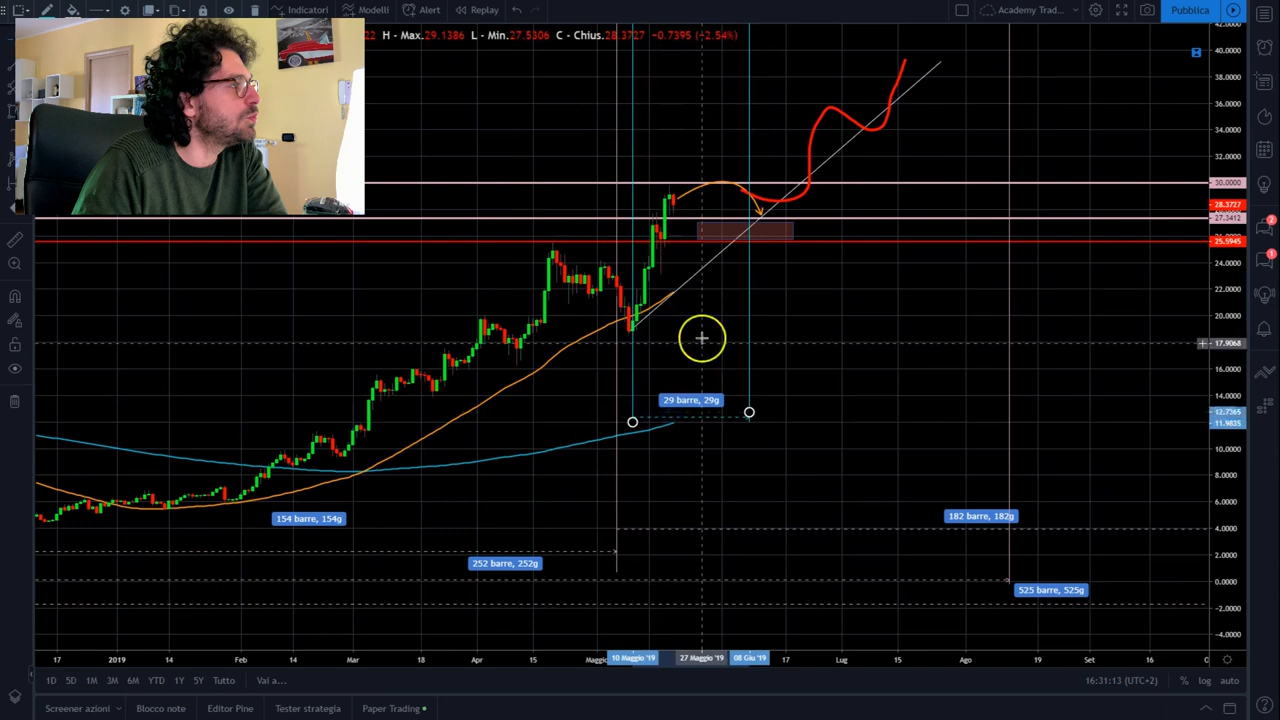 Indicatori
Modelli
Alert
Replay
Academy Trad...
Pubblica
22 H - Max.29.1386 L - Min.27.5306 C - Chius.28.3727 -0.7395 (-2.54%)
40.0000
38.0000
36.0000
34.0000
32.0000
30.0000
28.3727
27.3412
25.5945
24.0000
22.0000
20.0000
17.9068
16.0000
14.0000
12.7365
11.9835
10.0000
8.0000
6.0000
4.0000
2.0000
0.0000
-2.0000
-4.0000
29 barre, 29g
154 barre, 154g
182 barre, 182g
252 barre, 252g
525 barre, 525g
17 2019 14 Feb 14 Mar 18 Apr 15 Maggio 10 Maggio '19 27 Maggio '19 08 Giu '19 17 Lug 15 Ago 19 Set 16
1D 5D 1M 3M 6M YTD 1Y 5Y Tutto Vai a...
16:31:13 (UTC+2) % log auto
Screener azioni Blocco note Editor Pine Tester strategia Paper Trading
2
1